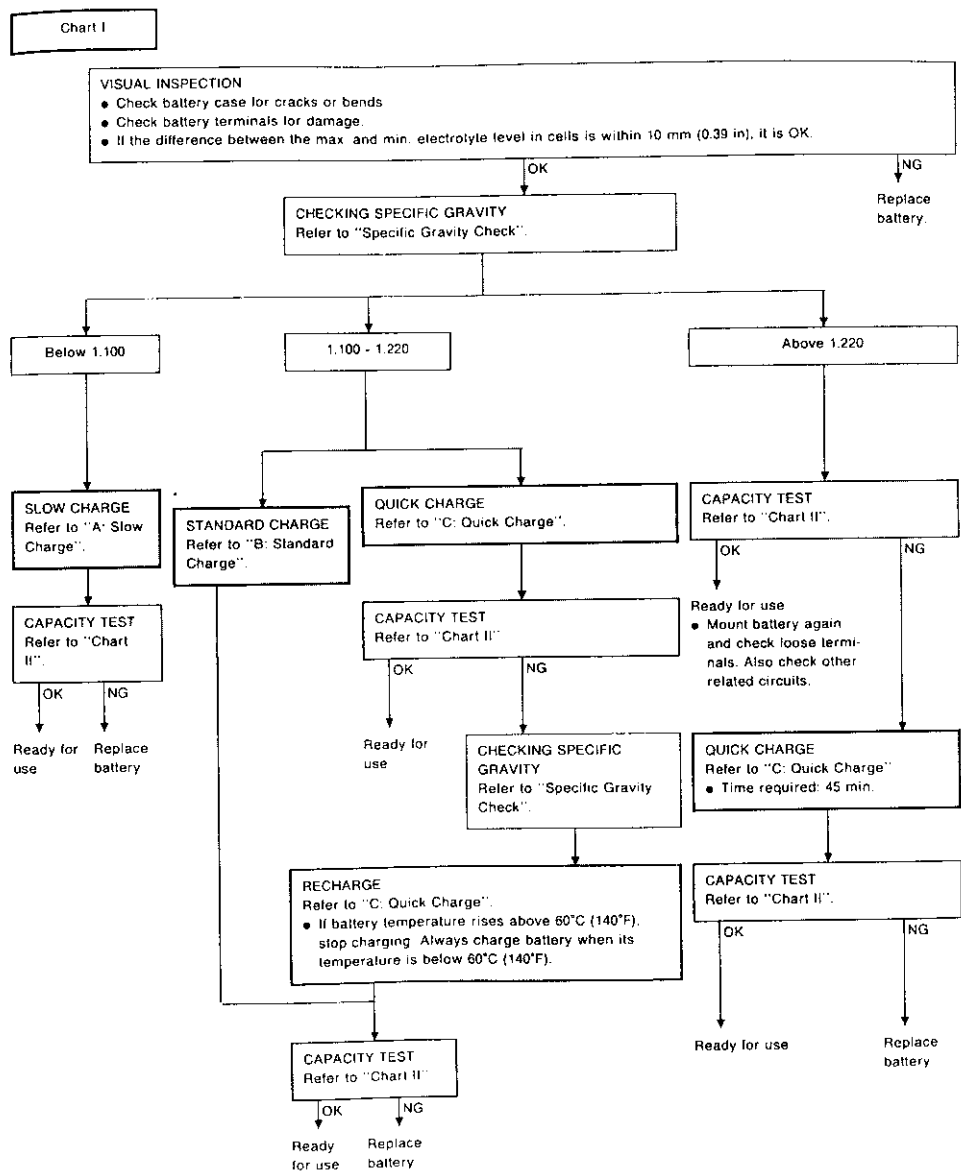 Chart I
VISUAL INSPECTION
● Check battery case for cracks or bends
● Check battery terminals for damage.
● If the difference between the max and min. electrolyte level in cells is within 10 mm (0.39 in), it is OK.
OK
NG
Replace
battery.
CHECKING SPECIFIC GRAVITY
Refer to "Specific Gravity Check".
Below 1.100
1.100 - 1.220
Above 1.220
SLOW CHARGE
Refer to "A: Slow
Charge".
STANDARD CHARGE
Refer to "B: Standard
Charge".
QUICK CHARGE
Refer to "C: Quick Charge".
CAPACITY TEST
Refer to "Chart II".
OK
NG
CAPACITY TEST
Refer to "Chart
II".
OK
NG
Ready for
use
Replace
battery
CAPACITY TEST
Refer to "Chart II"
OK
NG
Ready for
use
Ready for use
● Mount battery again
and check loose termi-
nals. Also check other
related circuits.
CHECKING SPECIFIC
GRAVITY
Refer to "Specific Gravity
Check".
QUICK CHARGE
Refer to "C: Quick Charge"
● Time required: 45 min.
RECHARGE
Refer to "C: Quick Charge".
● If battery temperature rises above 60°C (140°F),
stop charging Always charge battery when its
temperature is below 60°C (140°F).
CAPACITY TEST
Refer to "Chart II".
OK
NG
Ready for use
Replace
battery
CAPACITY TEST
Refer to "Chart II"
OK
NG
Ready
for use
Replace
battery